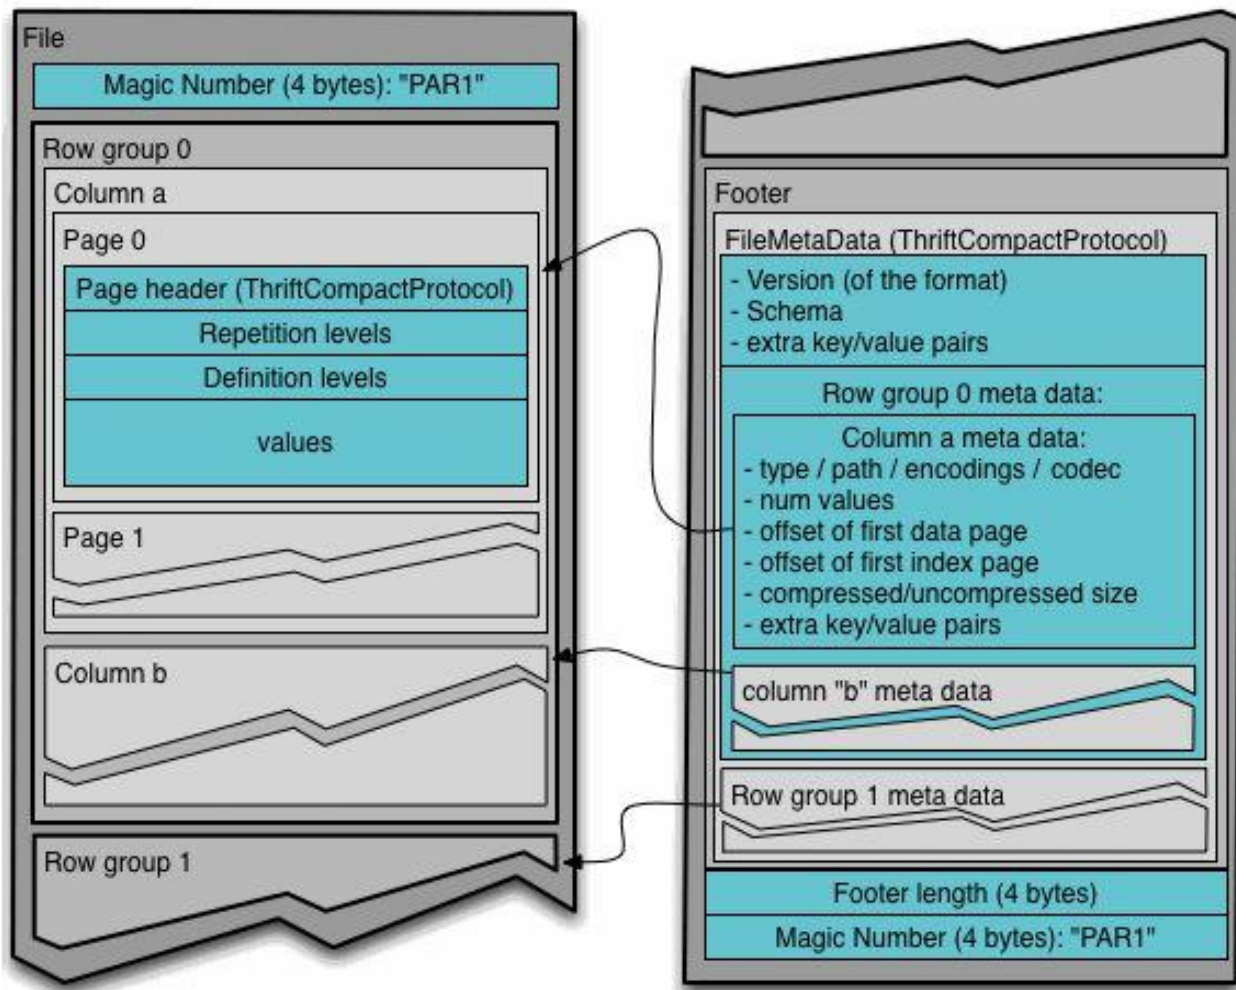 File
Magic Number (4 bytes): "PAR1"
Row group 0
Column a
Page 0
Page header (ThriftCompactProtocol)
Repetition levels
Definition levels
values
Page 1
Column b
Row group 1
Footer
FileMetaData (ThriftCompactProtocol)
- Version (of the format)
- Schema
- extra key/value pairs
Row group 0 meta data:
Column a meta data:
- type / path / encodings / codec
- num values
- offset of first data page
- offset of first index page
- compressed/uncompressed size
- extra key/value pairs
column "b" meta data
Row group 1 meta data
Footer length (4 bytes)
Magic Number (4 bytes): "PAR1"